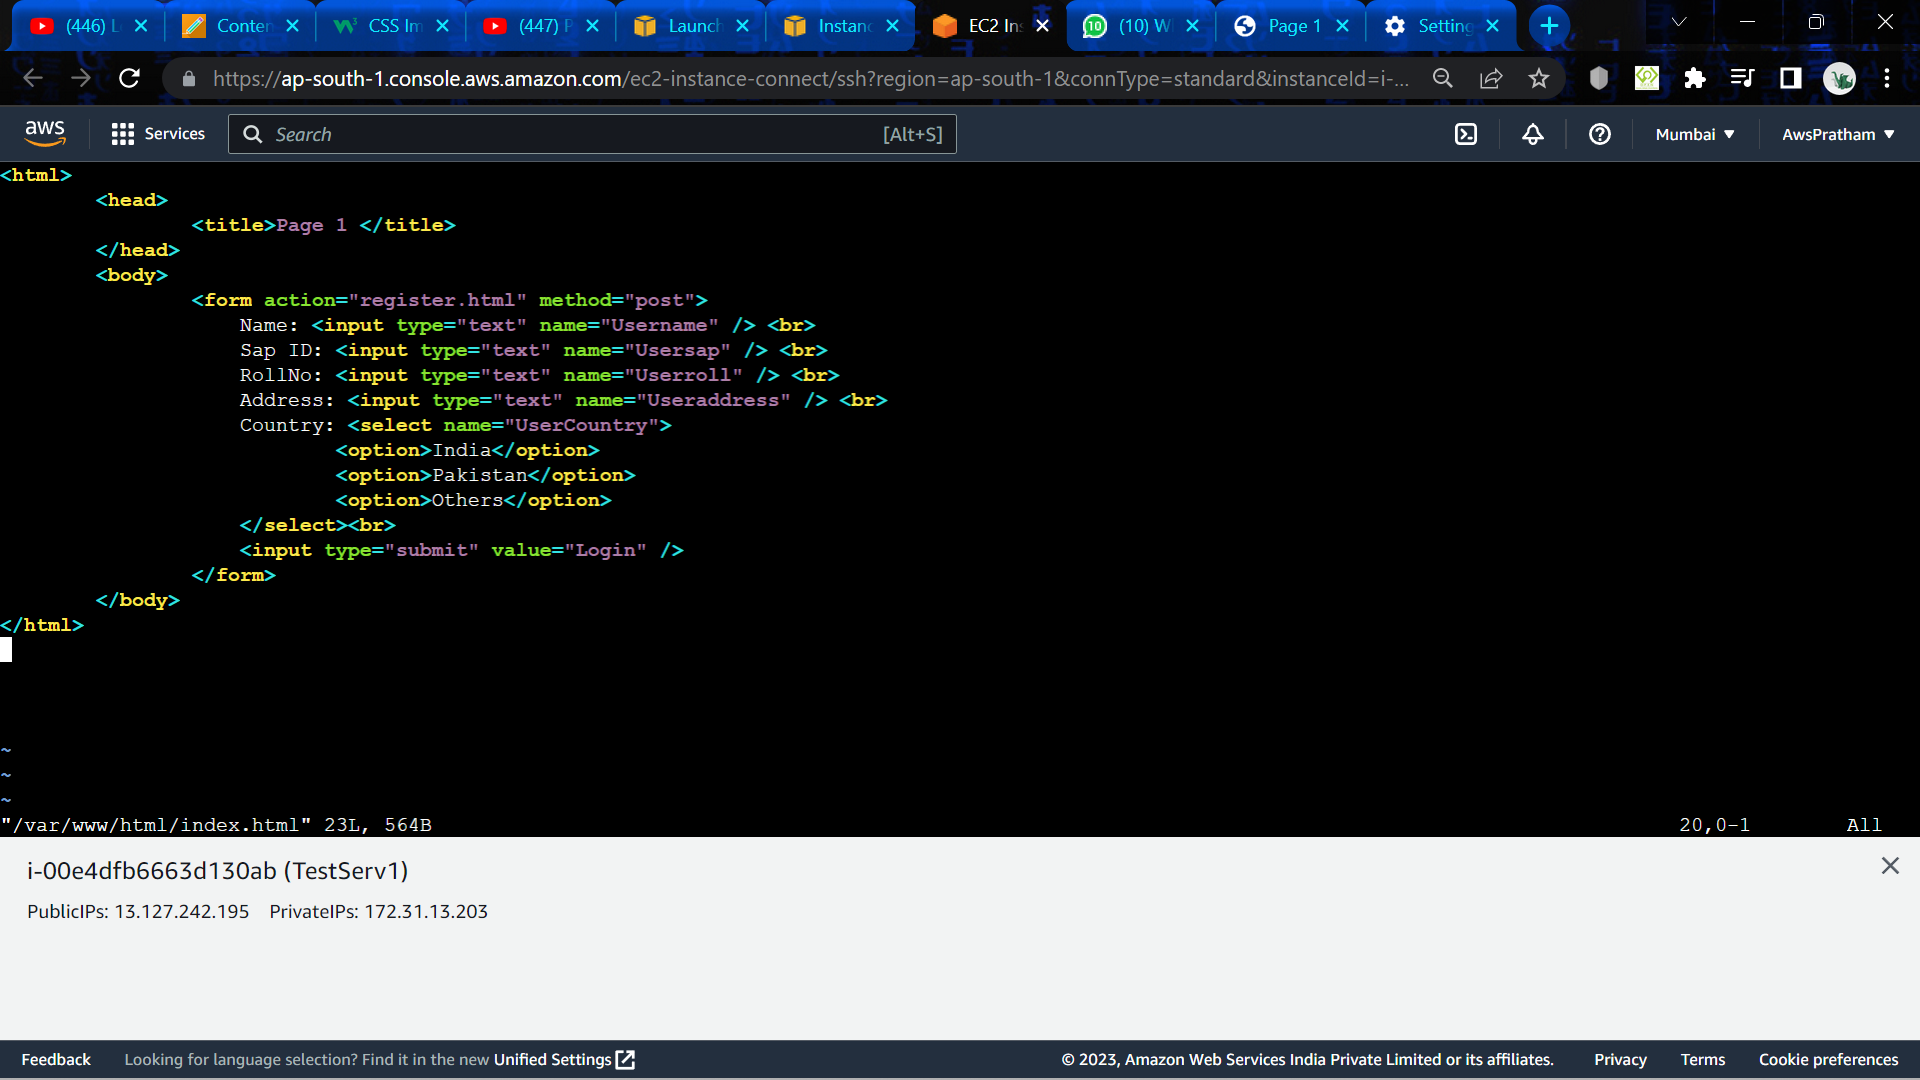 (446) L
Conten
CSS Im
(447) P
Launch
Instanc
EC2 Ins
(10) W
Page 1
Setting
https://ap-south-1.console.aws.amazon.com/ec2-instance-connect/ssh?region=ap-south-1&connType=standard&instanceId=i-...
aws
Services
Search
[Alt+S]
Mumbai
AwsPratham
<html>
<head>
<title>Page 1 </title>
</head>
<body>
<form action="register.html" method="post">
Name: <input type="text" name="Username" /> <br>
Sap ID: <input type="text" name="Usersap" /> <br>
RollNo: <input type="text" name="Userroll" /> <br>
Address: <input type="text" name="Useraddress" /> <br>
Country: <select name="UserCountry">
<option>India</option>
<option>Pakistan</option>
<option>Others</option>
</select><br>
<input type="submit" value="Login" />
</form>
</body>
</html>
~
~
~
"/var/www/html/index.html" 23L, 564B 20,0-1 All
i-00e4dfb6663d130ab (TestServ1)
PublicIPs: 13.127.242.195 PrivateIPs: 172.31.13.203
Feedback Looking for language selection? Find it in the new Unified Settings © 2023, Amazon Web Services India Private Limited or its affiliates. Privacy Terms Cookie preferences